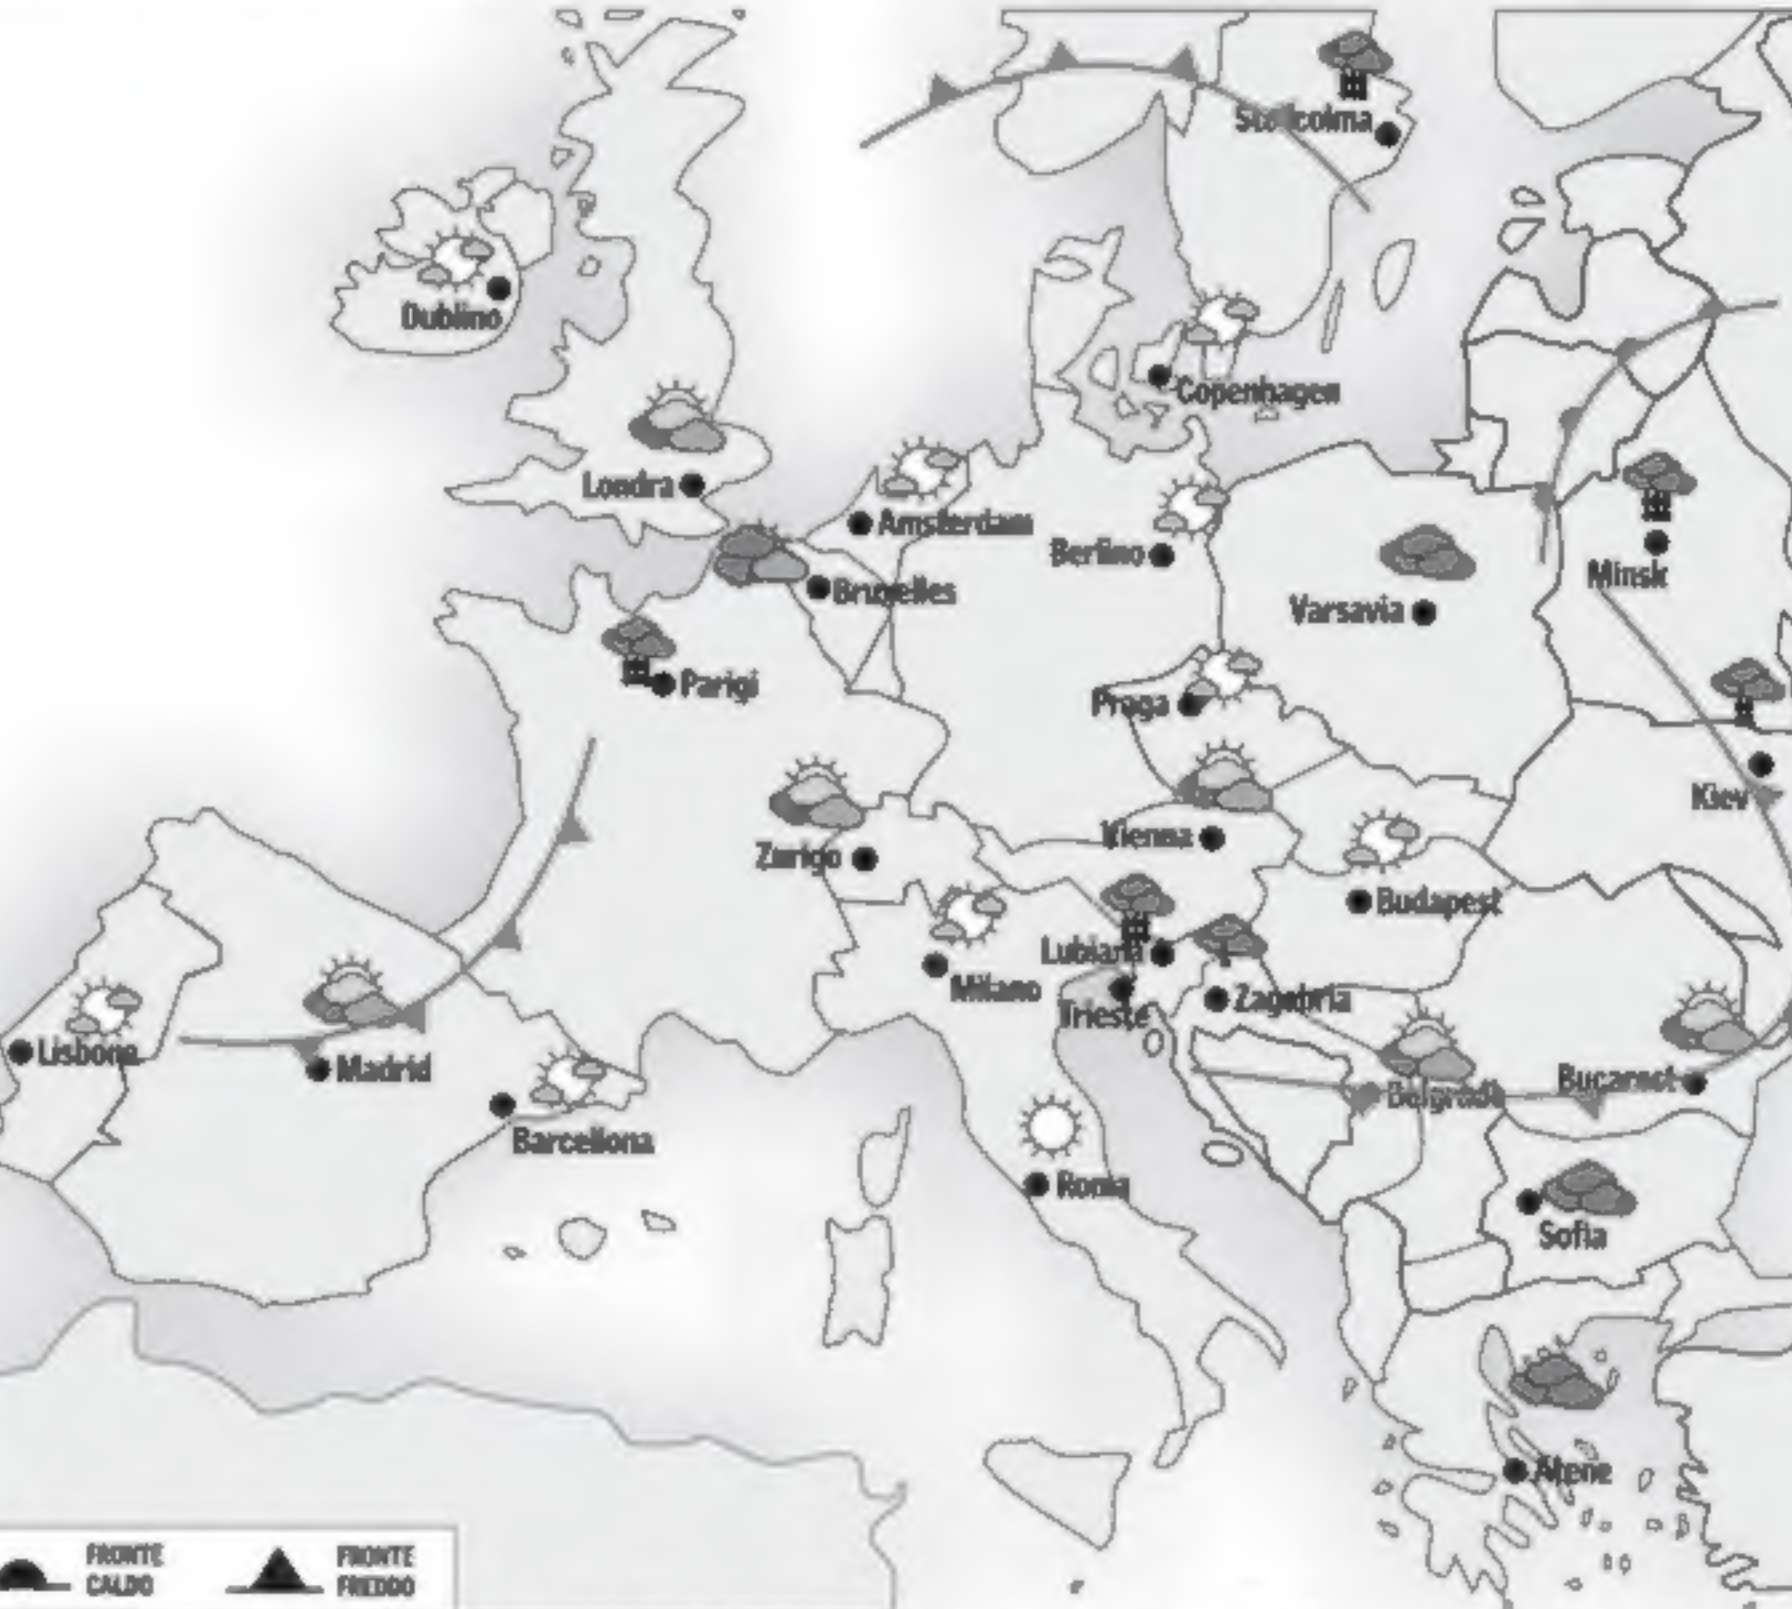 Stoccolma
Dublino
Copenhagen
Londra
Amsterdam
Berlino
Bruxelles
Minsk
Varsavia
Parigi
Praga
Kiev
Vienna
Zurigo
Budapest
Lubiana
Milano
Zagabria
Trieste
Lisbona
Madrid
Bucarest
Belgrado
Barcellona
Roma
Sofia
Atene
FRONTE
CALDO
FRONTE
FREDDO